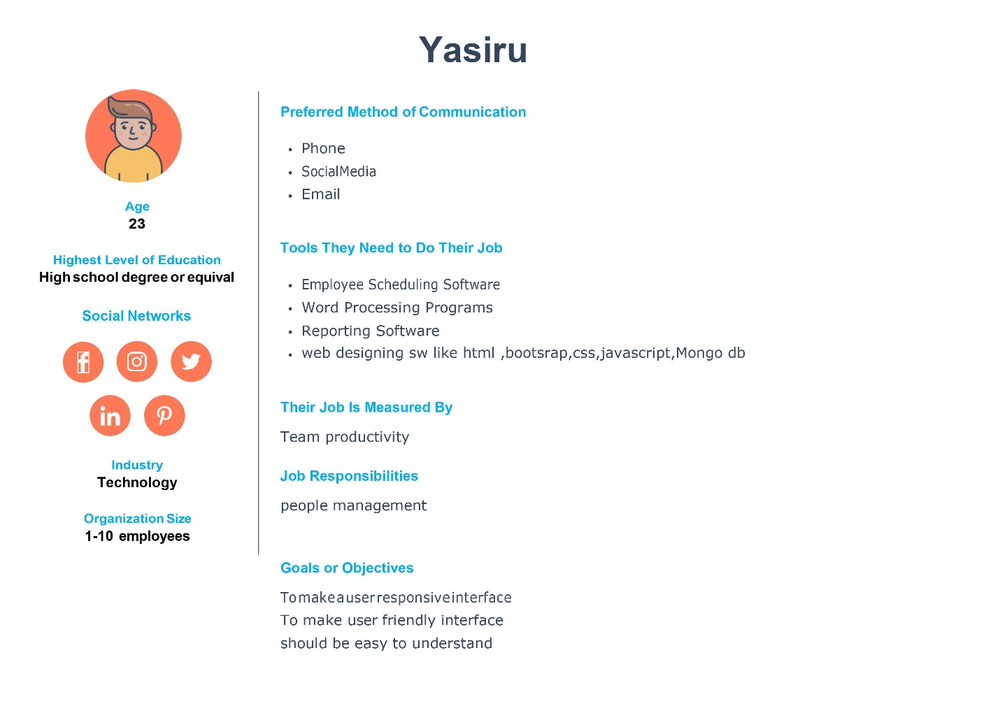 Yasiru
Age
23
Highest Level of Education
High school degree or equival
Social Networks
in
Industry
Technology
Organization Size
1-10 employees
Preferred Method of Communication
• Phone
• SocialMedia
• Email
Tools They Need to Do Their Job
• Employee Scheduling Software
• Word Processing Programs
• Reporting Software
• web designing sw like html ,bootsrap,css,javascript,Mongo db
Their Job Is Measured By
Team productivity
Job Responsibilities
people management
Goals or Objectives
To make a user responsive interface
To make user friendly interface
should be easy to understand